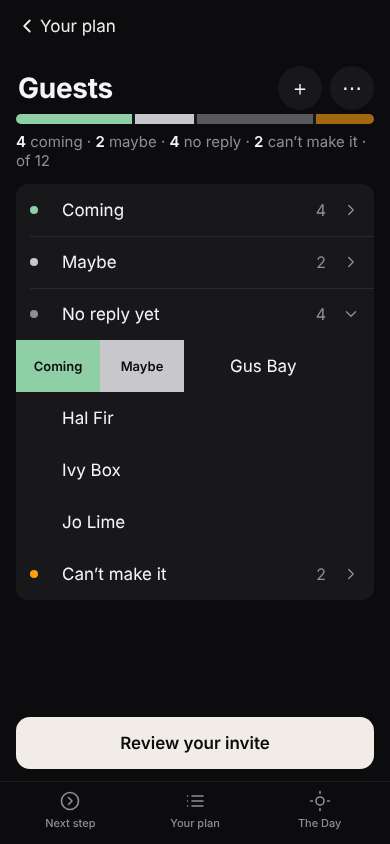 Your plan
Guests
+ ...
4 coming · 2 maybe · 4 no reply · 2 can’t make it ·
of 12
Coming 4
Maybe 2
No reply yet 4
Coming Maybe Gus Bay
Hal Fir
Ivy Box
Jo Lime
Can’t make it 2
Review your invite
Next step Your plan The Day